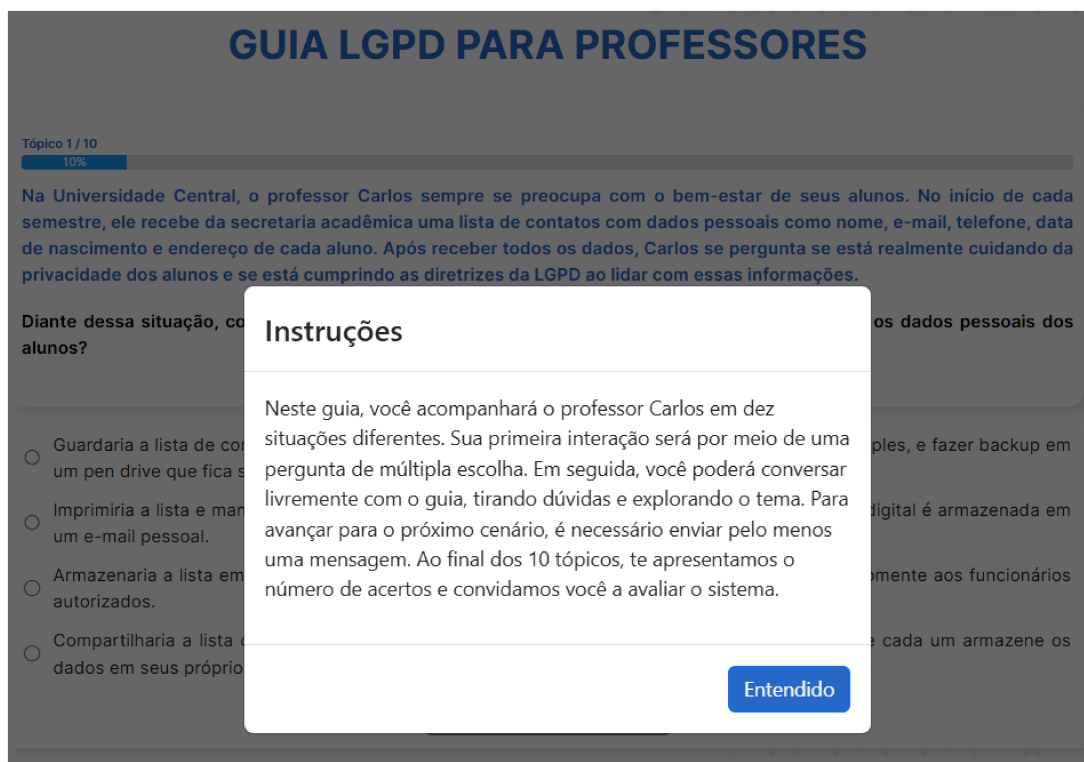 GUIA LGPD PARA PROFESSORES
Tópico 1 / 10
10%
Na Universidade Central, o professor Carlos sempre se preocupa com o bem-estar de seus alunos. No início de cada
semestre, ele recebe da secretaria acadêmica uma lista de contatos com dados pessoais como nome, e-mail, telefone, data
de nascimento e endereço de cada aluno. Após receber todos os dados, Carlos se pergunta se está realmente cuidando da
privacidade dos alunos e se está cumprindo as diretrizes da LGPD ao lidar com essas informações.
Diante dessa situação, os dados pessoais dos
alunos?
Instruções
Neste guia, você acompanhará o professor Carlos em dez
situações diferentes. Sua primeira interação será por meio de uma
pergunta de múltipla escolha. Em seguida, você poderá conversar
livremente com o guia, tirando dúvidas e explorando o tema. Para
avançar para o próximo cenário, é necessário enviar pelo menos
uma mensagem. Ao final dos 10 tópicos, te apresentamos o
número de acertos e convidamos você a avaliar o sistema.
Entendido
Guardaria a lista de e fazer backup em
um pen drive que fica
Imprimiria a lista e digital é armazenada em
um e-mail pessoal.
Armazenaria a lista em aos funcionários
autorizados.
Compartilharia a lista cada um armazene os
dados em seus